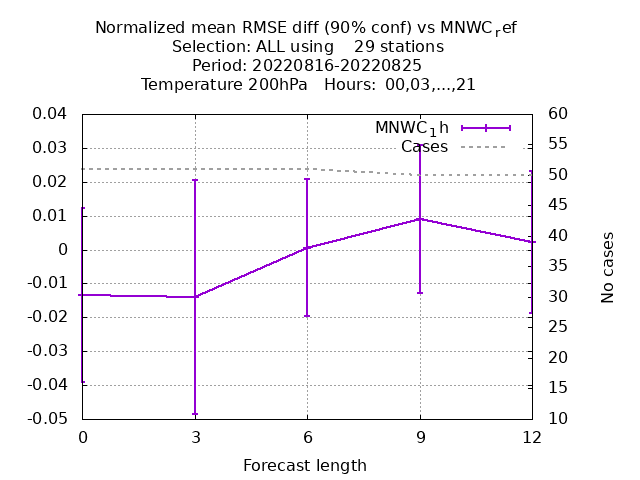 Normalized mean RMSE diff (90% conf) vs MNWCref
Selection: ALL using 29 stations
Period: 20220816-20220825
Temperature 200hPa Hours: 00,03,...,21
MNWC1h
Cases
0.04
0.03
0.02
0.01
0
-0.01
-0.02
-0.03
-0.04
-0.05
60
55
50
45
40
35
30
25
20
15
10
No cases
0 3 6 9 12
Forecast length